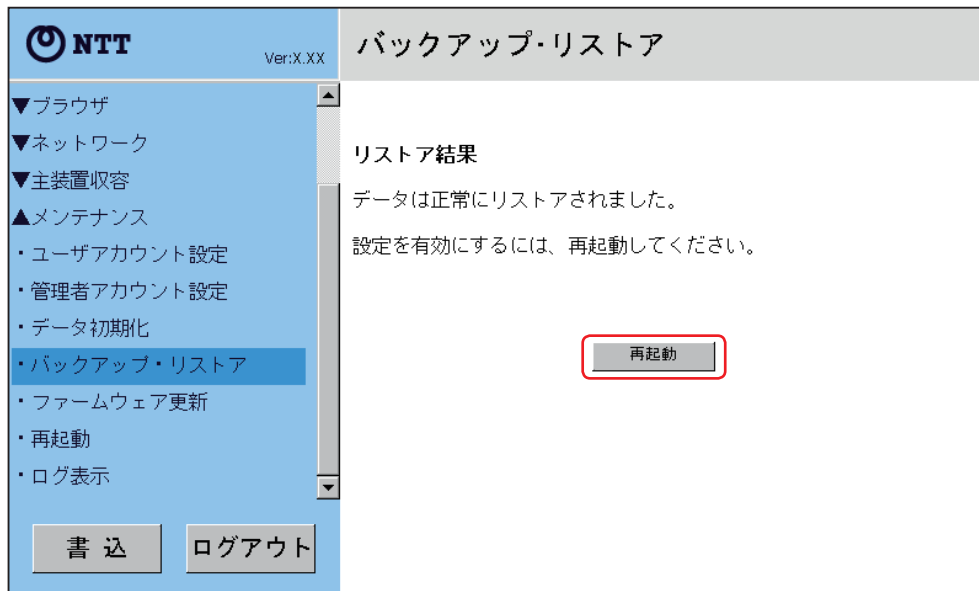 NTT
Ver:X.XX
バックアップ・リストア
▼ブラウザ
▼ネットワーク
▼主装置収容
▲メンテナンス
・ユーザアカウント設定
・管理者アカウント設定
・データ初期化
・バックアップ・リストア
・ファームウェア更新
・再起動
・ログ表示
書 込
ログアウト
リストア結果
データは正常にリストアされました。
設定を有効にするには、再起動してください。
再起動